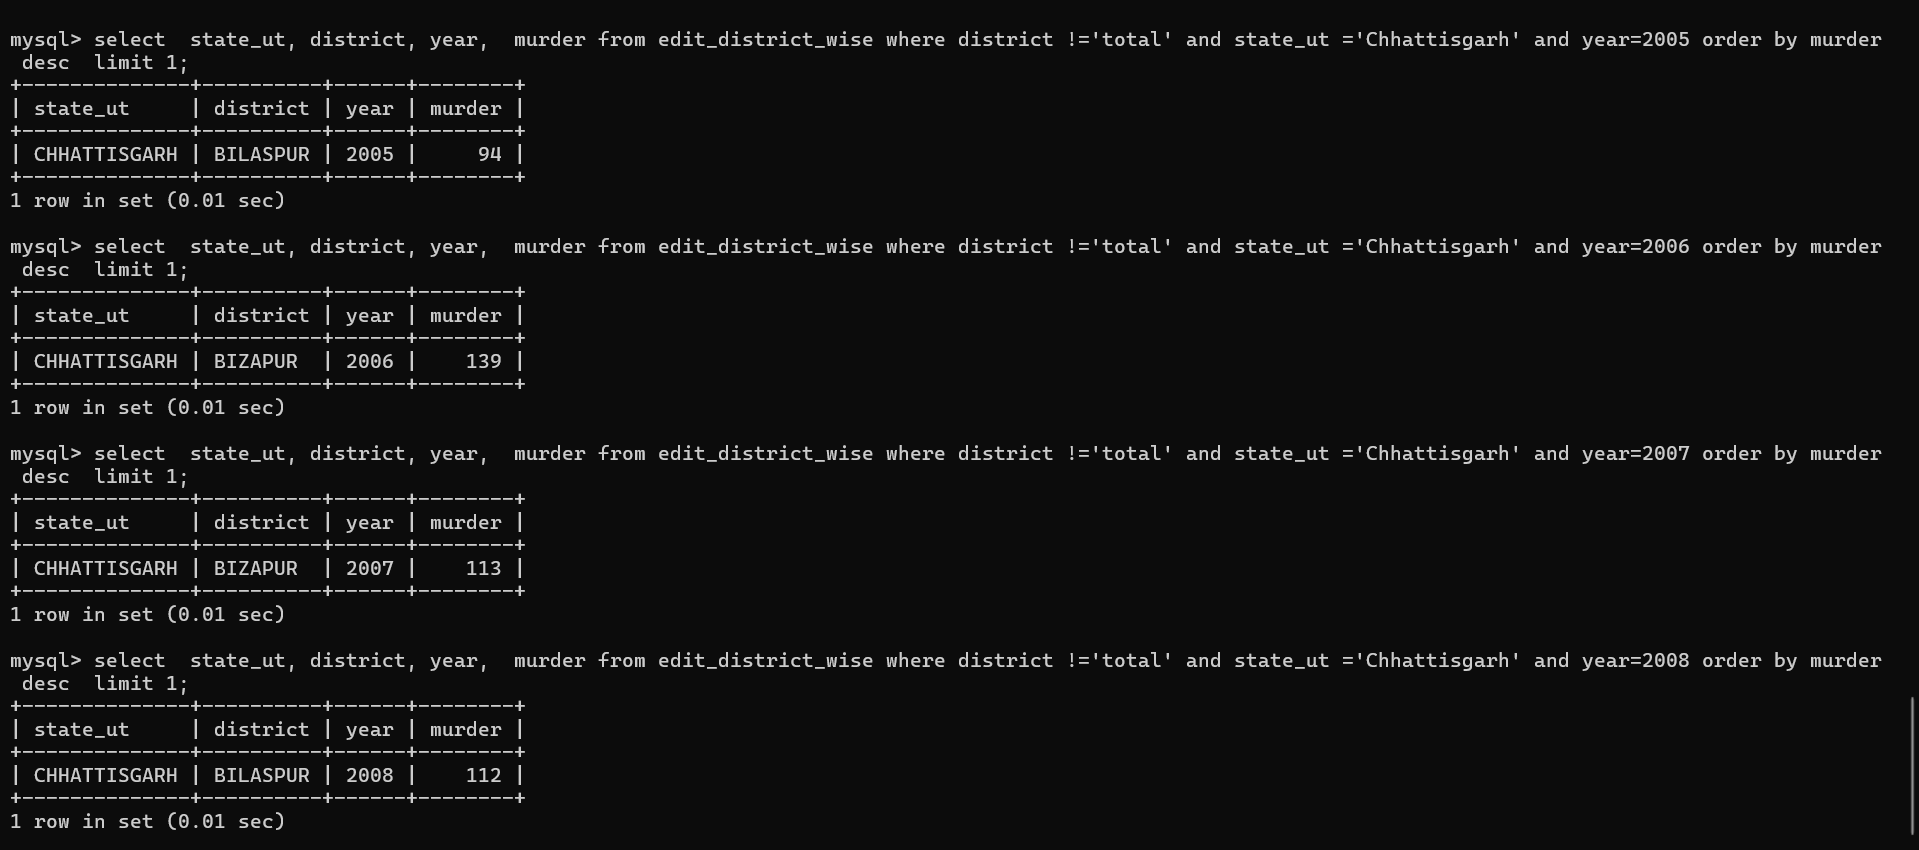 mysql> select  state_ut, district, year,  murder from edit_district_wise where district !='total' and state_ut ='Chhattisgarh' and year=2005 order by murder
 desc  limit 1;
+--------------+----------+------+--------+
| state_ut     | district | year | murder |
+--------------+----------+------+--------+
| CHHATTISGARH | BILASPUR | 2005 |     94 |
+--------------+----------+------+--------+
1 row in set (0.01 sec)
mysql> select  state_ut, district, year,  murder from edit_district_wise where district !='total' and state_ut ='Chhattisgarh' and year=2006 order by murder
 desc  limit 1;
+--------------+----------+------+--------+
| state_ut     | district | year | murder |
+--------------+----------+------+--------+
| CHHATTISGARH | BIZAPUR  | 2006 |    139 |
+--------------+----------+------+--------+
1 row in set (0.01 sec)
mysql> select  state_ut, district, year,  murder from edit_district_wise where district !='total' and state_ut ='Chhattisgarh' and year=2007 order by murder
 desc  limit 1;
+--------------+----------+------+--------+
| state_ut     | district | year | murder |
+--------------+----------+------+--------+
| CHHATTISGARH | BIZAPUR  | 2007 |    113 |
+--------------+----------+------+--------+
1 row in set (0.01 sec)
mysql> select  state_ut, district, year,  murder from edit_district_wise where district !='total' and state_ut ='Chhattisgarh' and year=2008 order by murder
 desc  limit 1;
+--------------+----------+------+--------+
| state_ut     | district | year | murder |
+--------------+----------+------+--------+
| CHHATTISGARH | BILASPUR | 2008 |    112 |
+--------------+----------+------+--------+
1 row in set (0.01 sec)